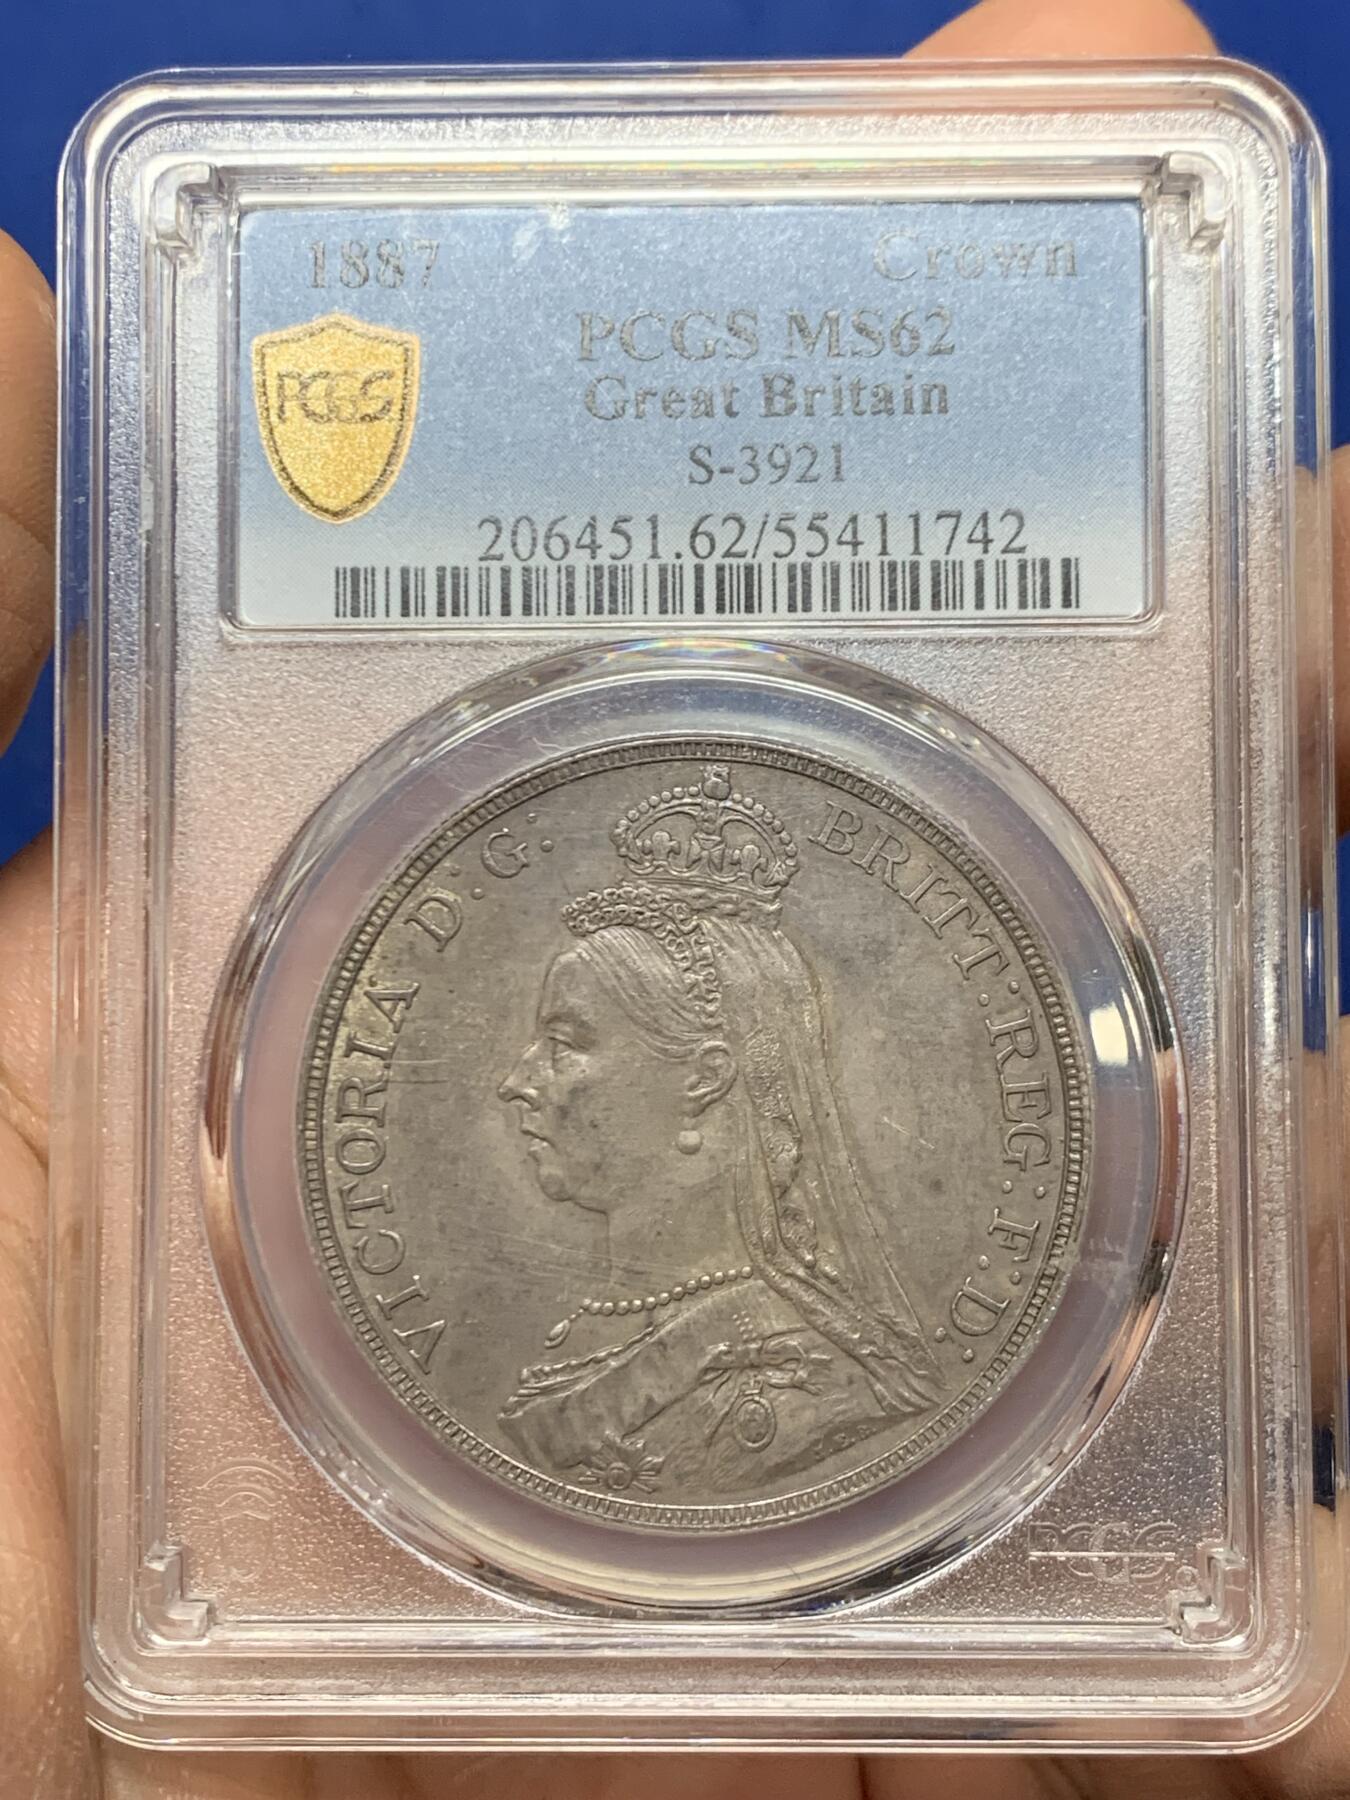 1887 Crown
PCGS MS62
Great Britain
S-3921
PCGS
206451.62/55411742
VICTORIA D: G: BRITT: REG: F: D:
J.E.B.
PCGS